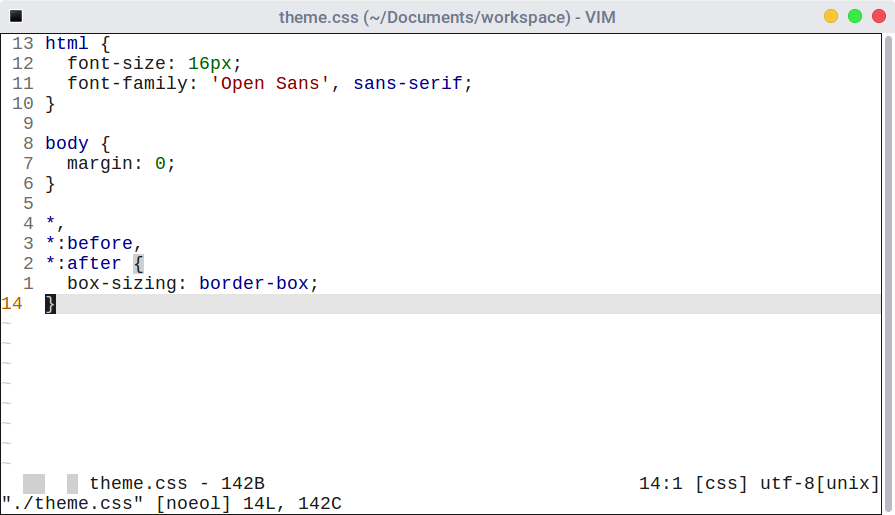 theme.css (~/Documents/workspace) - VIM
13 html {
12   font-size: 16px;
11   font-family: 'Open Sans', sans-serif;
10 }
9
8 body {
7   margin: 0;
6 }
5
4 *,
3 *:before,
2 *:after {
1   box-sizing: border-box;
14 }
~
~
~
~
~
~
~
~
theme.css - 142B 14:1 [css] utf-8[unix]
"./theme.css" [noeol] 14L, 142C